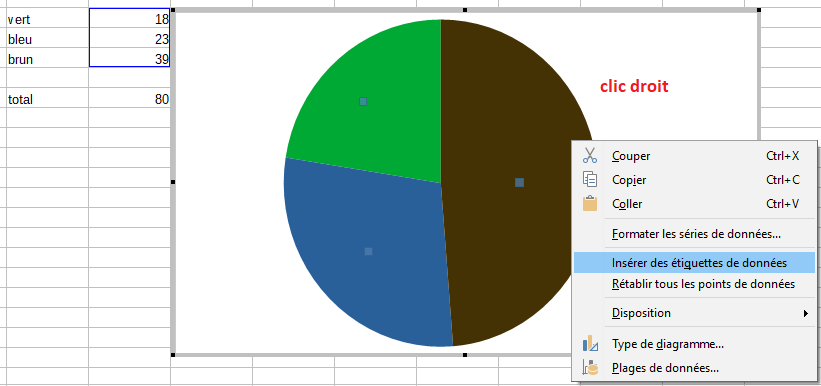 vert 18
bleu 23
brun 39
total 80
clic droit
Couper Ctrl+X
Copier Ctrl+C
Coller Ctrl+V
Formater les séries de données...
Insérer des étiquettes de données
Rétablir tous les points de données
Disposition
Type de diagramme...
Plages de données...